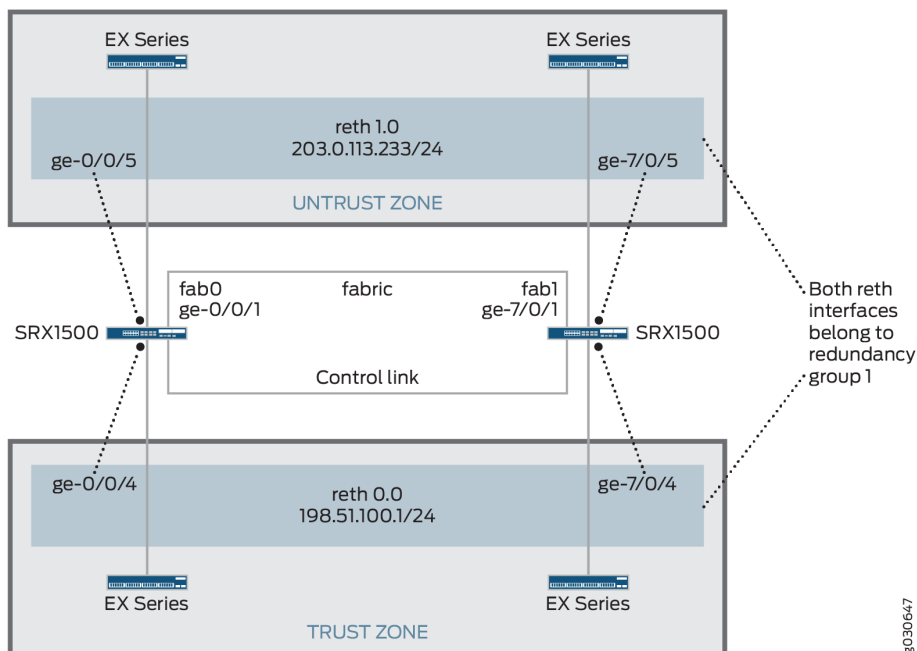 EX Series
EX Series
reth 1.0
203.0.113.233/24
ge-0/0/5
ge-7/0/5
UNTRUST ZONE
fab0
ge-0/0/1
fabric
fab1
ge-7/0/1
SRX1500
SRX1500
Control link
Both reth
interfaces
belong to
redundancy
group 1
ge-0/0/4
ge-7/0/4
reth 0.0
198.51.100.1/24
EX Series
EX Series
TRUST ZONE
g030647